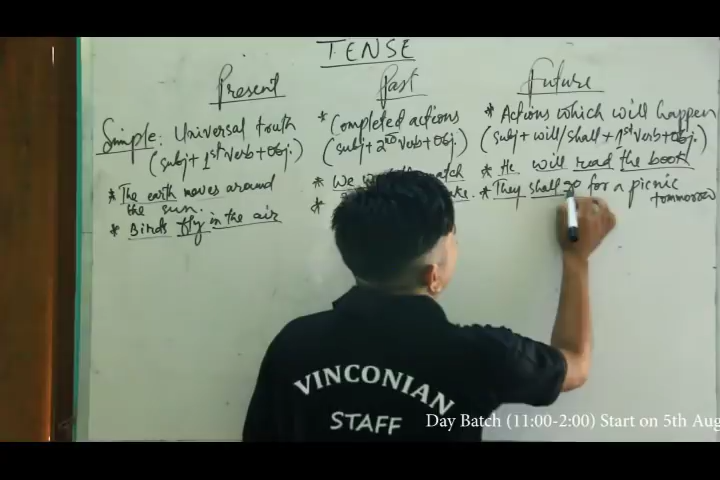 TENSE
Present Past Future
Simple: Universal truth
(subj + 1st verb + Obj.)
* The earth moves around
the sun.
* Birds fly in the air
* Completed actions
(subj + 2nd verb + Obj.)
* We match
*
* Actions which will happen
(subj + will/shall + 1st verb + Obj.)
* He will read the book
* They shall go for a picnic
tommorow
VINCONIAN
STAFF
Day Batch (11:00-2:00) Start on 5th Aug